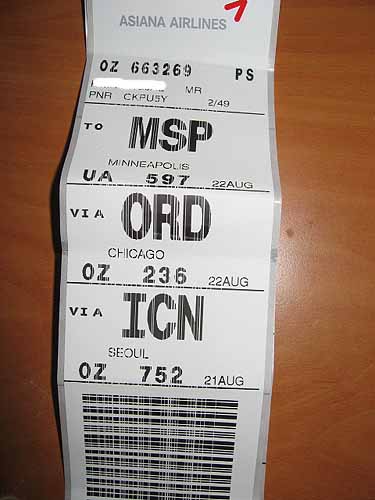 ASIANA AIRLINES
OZ 663269 PS
MR
PNR CKPU5Y 2/49
TO MSP
MINNEAPOLIS
UA 597 22AUG
VIA ORD
CHICAGO
OZ 236 22AUG
VIA ICN
SEOUL
OZ 752 21AUG